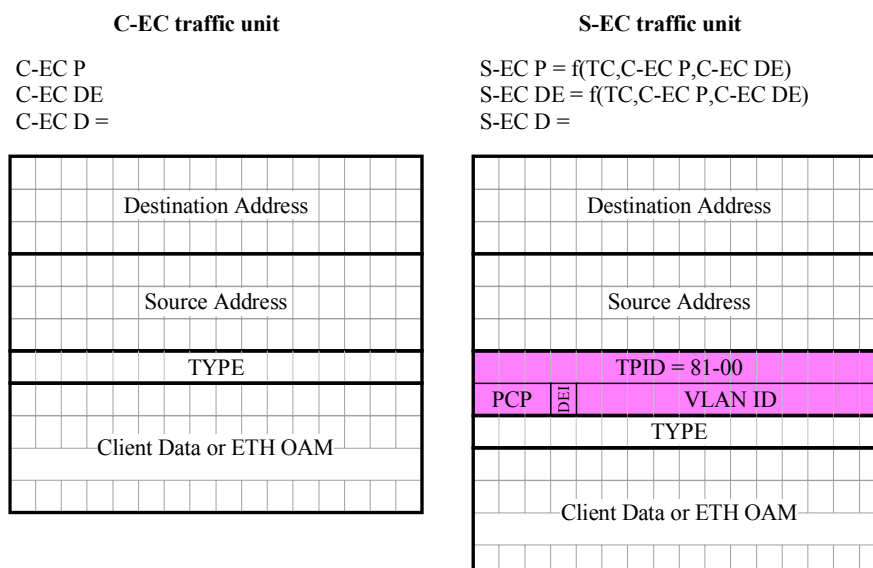 C-EC traffic unit
C-EC P
C-EC DE
C-EC D =
Destination Address
Source Address
TYPE
Client Data or ETH OAM
S-EC traffic unit
S-EC P = f(TC,C-EC P,C-EC DE)
S-EC DE = f(TC,C-EC P,C-EC DE)
S-EC D =
Destination Address
Source Address
TPID = 81-00
PCP DEI VLAN ID
TYPE
Client Data or ETH OAM